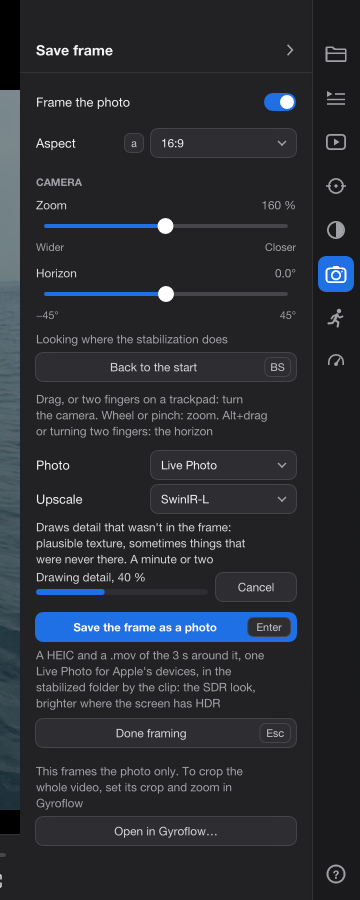 Save frame
Frame the photo
Aspect a 16:9
CAMERA
Zoom 160 %
Wider Closer
Horizon 0.0°
−45° 45°
Looking where the stabilization does
Back to the start BS
Drag, or two fingers on a trackpad: turn
the camera. Wheel or pinch: zoom. Alt+drag
or turning two fingers: the horizon
Photo Live Photo
Upscale SwinIR-L
Draws detail that wasn't in the frame:
plausible texture, sometimes things that
were never there. A minute or two
Drawing detail, 40 %
Cancel
Save the frame as a photo Enter
A HEIC and a .mov of the 3 s around it, one
Live Photo for Apple's devices, in the
stabilized folder by the clip: the SDR look,
brighter where the screen has HDR
Done framing Esc
This frames the photo only. To crop the
whole video, set its crop and zoom in
Gyroflow
Open in Gyroflow…
?